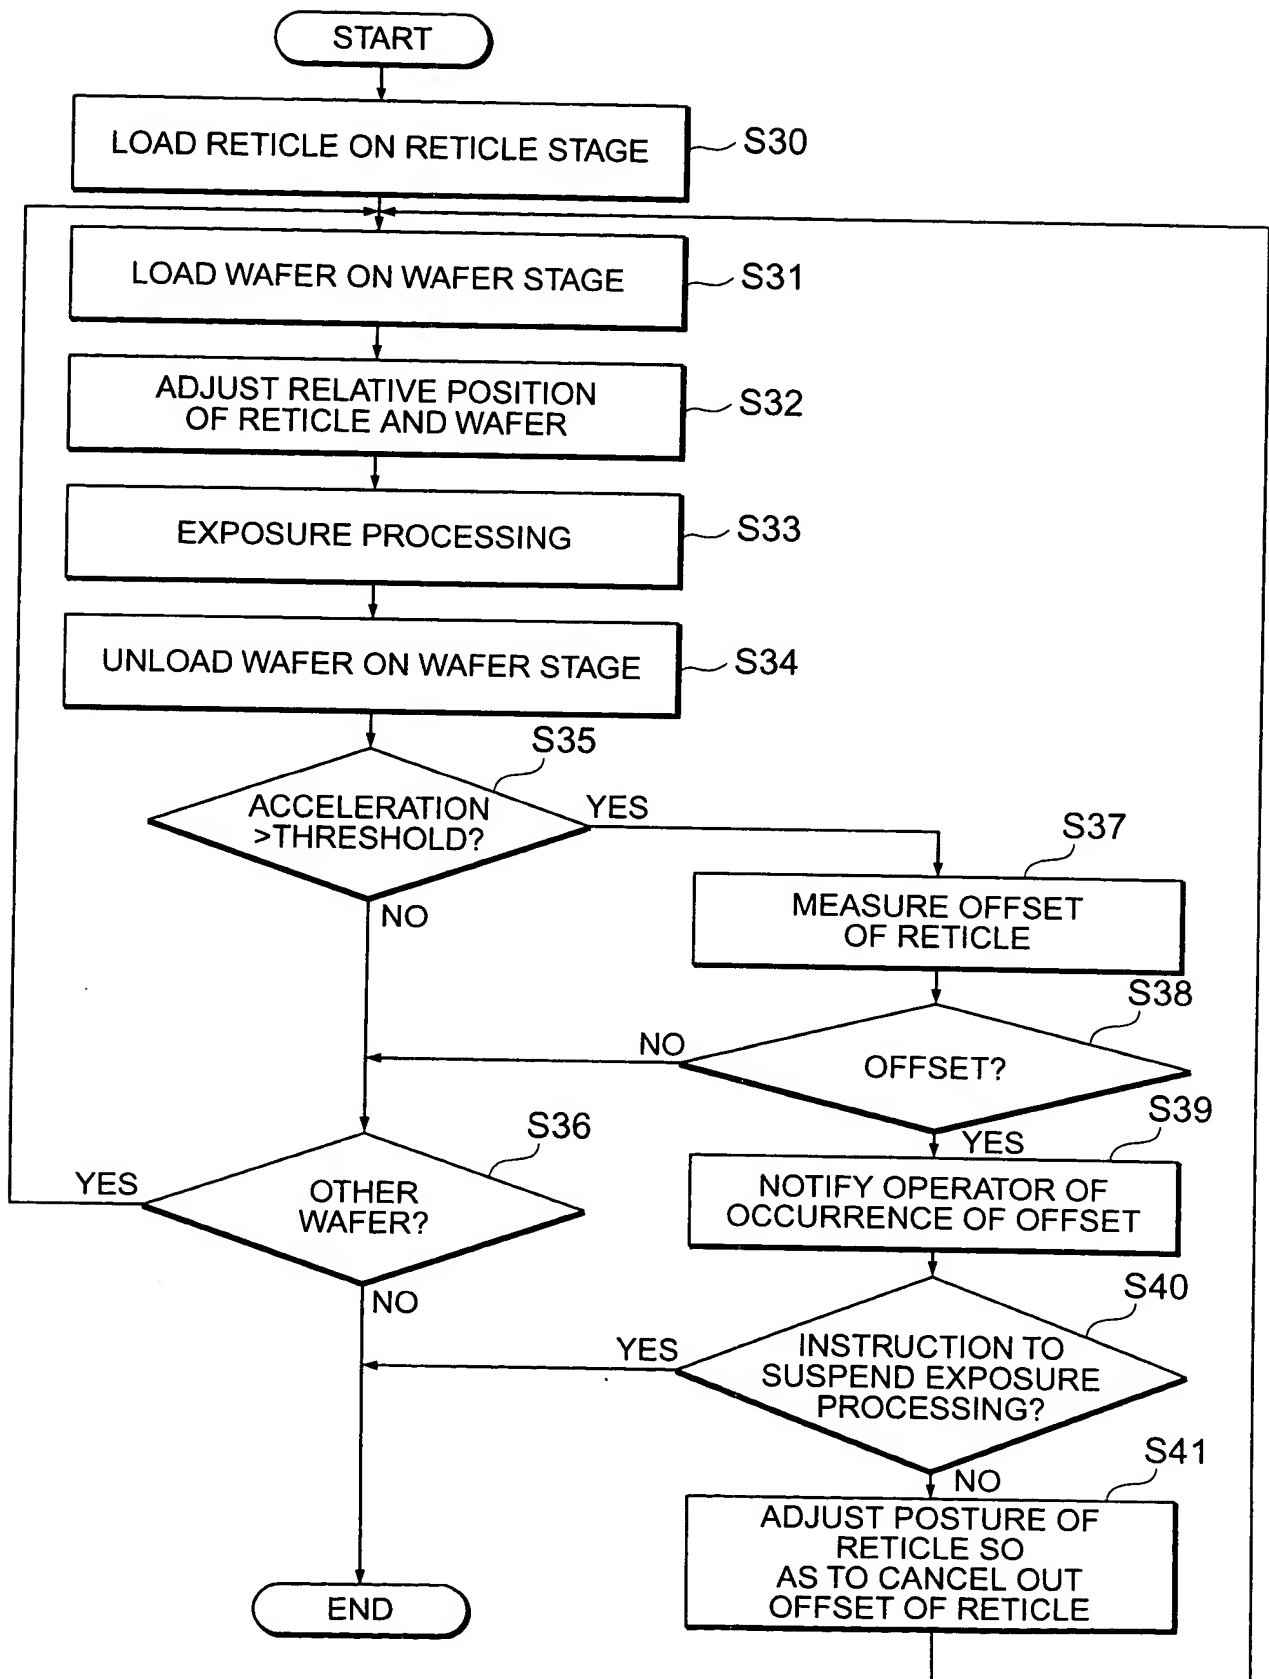 START
LOAD RETICLE ON RETICLE STAGE
S30
LOAD WAFER ON WAFER STAGE
S31
ADJUST RELATIVE POSITION
OF RETICLE AND WAFER
S32
EXPOSURE PROCESSING
S33
UNLOAD WAFER ON WAFER STAGE
S34
S35
ACCELERATION
>THRESHOLD?
YES
NO
S37
MEASURE OFFSET
OF RETICLE
S38
OFFSET?
NO
YES
S36
OTHER
WAFER?
YES
NO
S39
NOTIFY OPERATOR OF
OCCURRENCE OF OFFSET
S40
INSTRUCTION TO
SUSPEND EXPOSURE
PROCESSING?
YES
NO
S41
ADJUST POSTURE OF
RETICLE SO
AS TO CANCEL OUT
OFFSET OF RETICLE
END